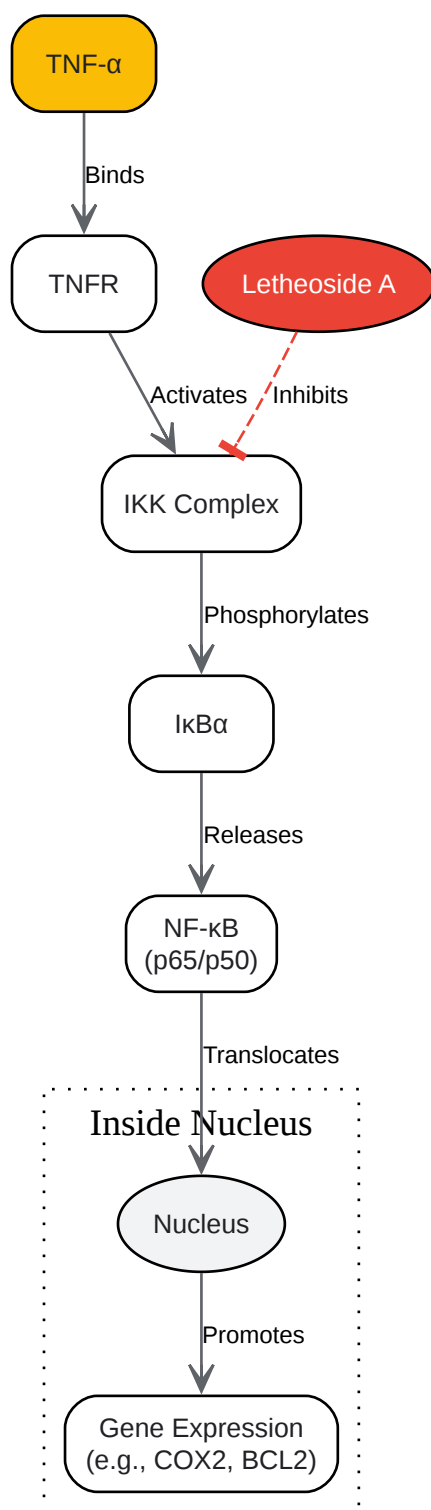 TNF-α
Binds
TNFR
Letheoside A
Activates
Inhibits
IKK Complex
Phosphorylates
IκBα
Releases
NF-κB
(p65/p50)
Translocates
Inside Nucleus
Nucleus
Promotes
Gene Expression
(e.g., COX2, BCL2)